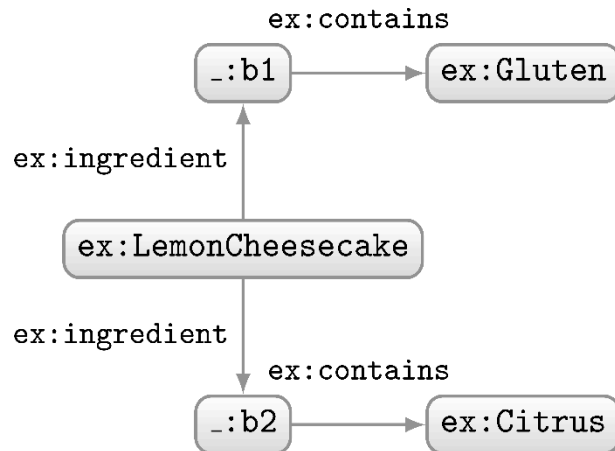 ex:contains
_:b1
ex:Gluten
ex:ingredient
ex:LemonCheesecake
ex:ingredient
ex:contains
_:b2
ex:Citrus